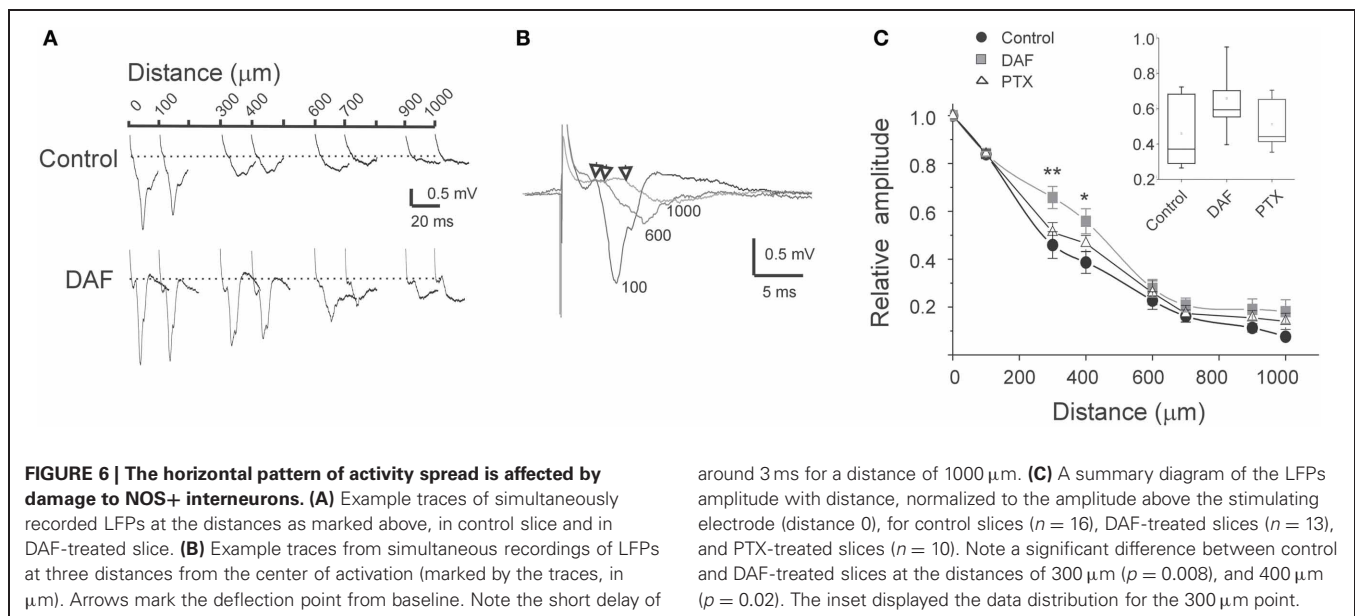 A
Distance (µm)
0 100 300 400 600 700 900 1000
Control
0.5 mV
20 ms
DAF
B
1000
600
100
0.5 mV
5 ms
C
Control
DAF
PTX
1.0
0.8
0.6
0.4
0.2
Control DAF PTX
Relative amplitude
1.0
0.8
0.6
0.4
0.2
**
*
0 200 400 600 800 1000
Distance (µm)
FIGURE 6 | The horizontal pattern of activity spread is affected by
damage to NOS+ interneurons. (A) Example traces of simultaneously
recorded LFPs at the distances as marked above, in control slice and in
DAF-treated slice. (B) Example traces from simultaneous recordings of LFPs
at three distances from the center of activation (marked by the traces, in
µm). Arrows mark the deflection point from baseline. Note the short delay of
around 3 ms for a distance of 1000 µm. (C) A summary diagram of the LFPs
amplitude with distance, normalized to the amplitude above the stimulating
electrode (distance 0), for control slices (n = 16), DAF-treated slices (n = 13),
and PTX-treated slices (n = 10). Note a significant difference between control
and DAF-treated slices at the distances of 300 µm (p = 0.008), and 400 µm
(p = 0.02). The inset displayed the data distribution for the 300 µm point.